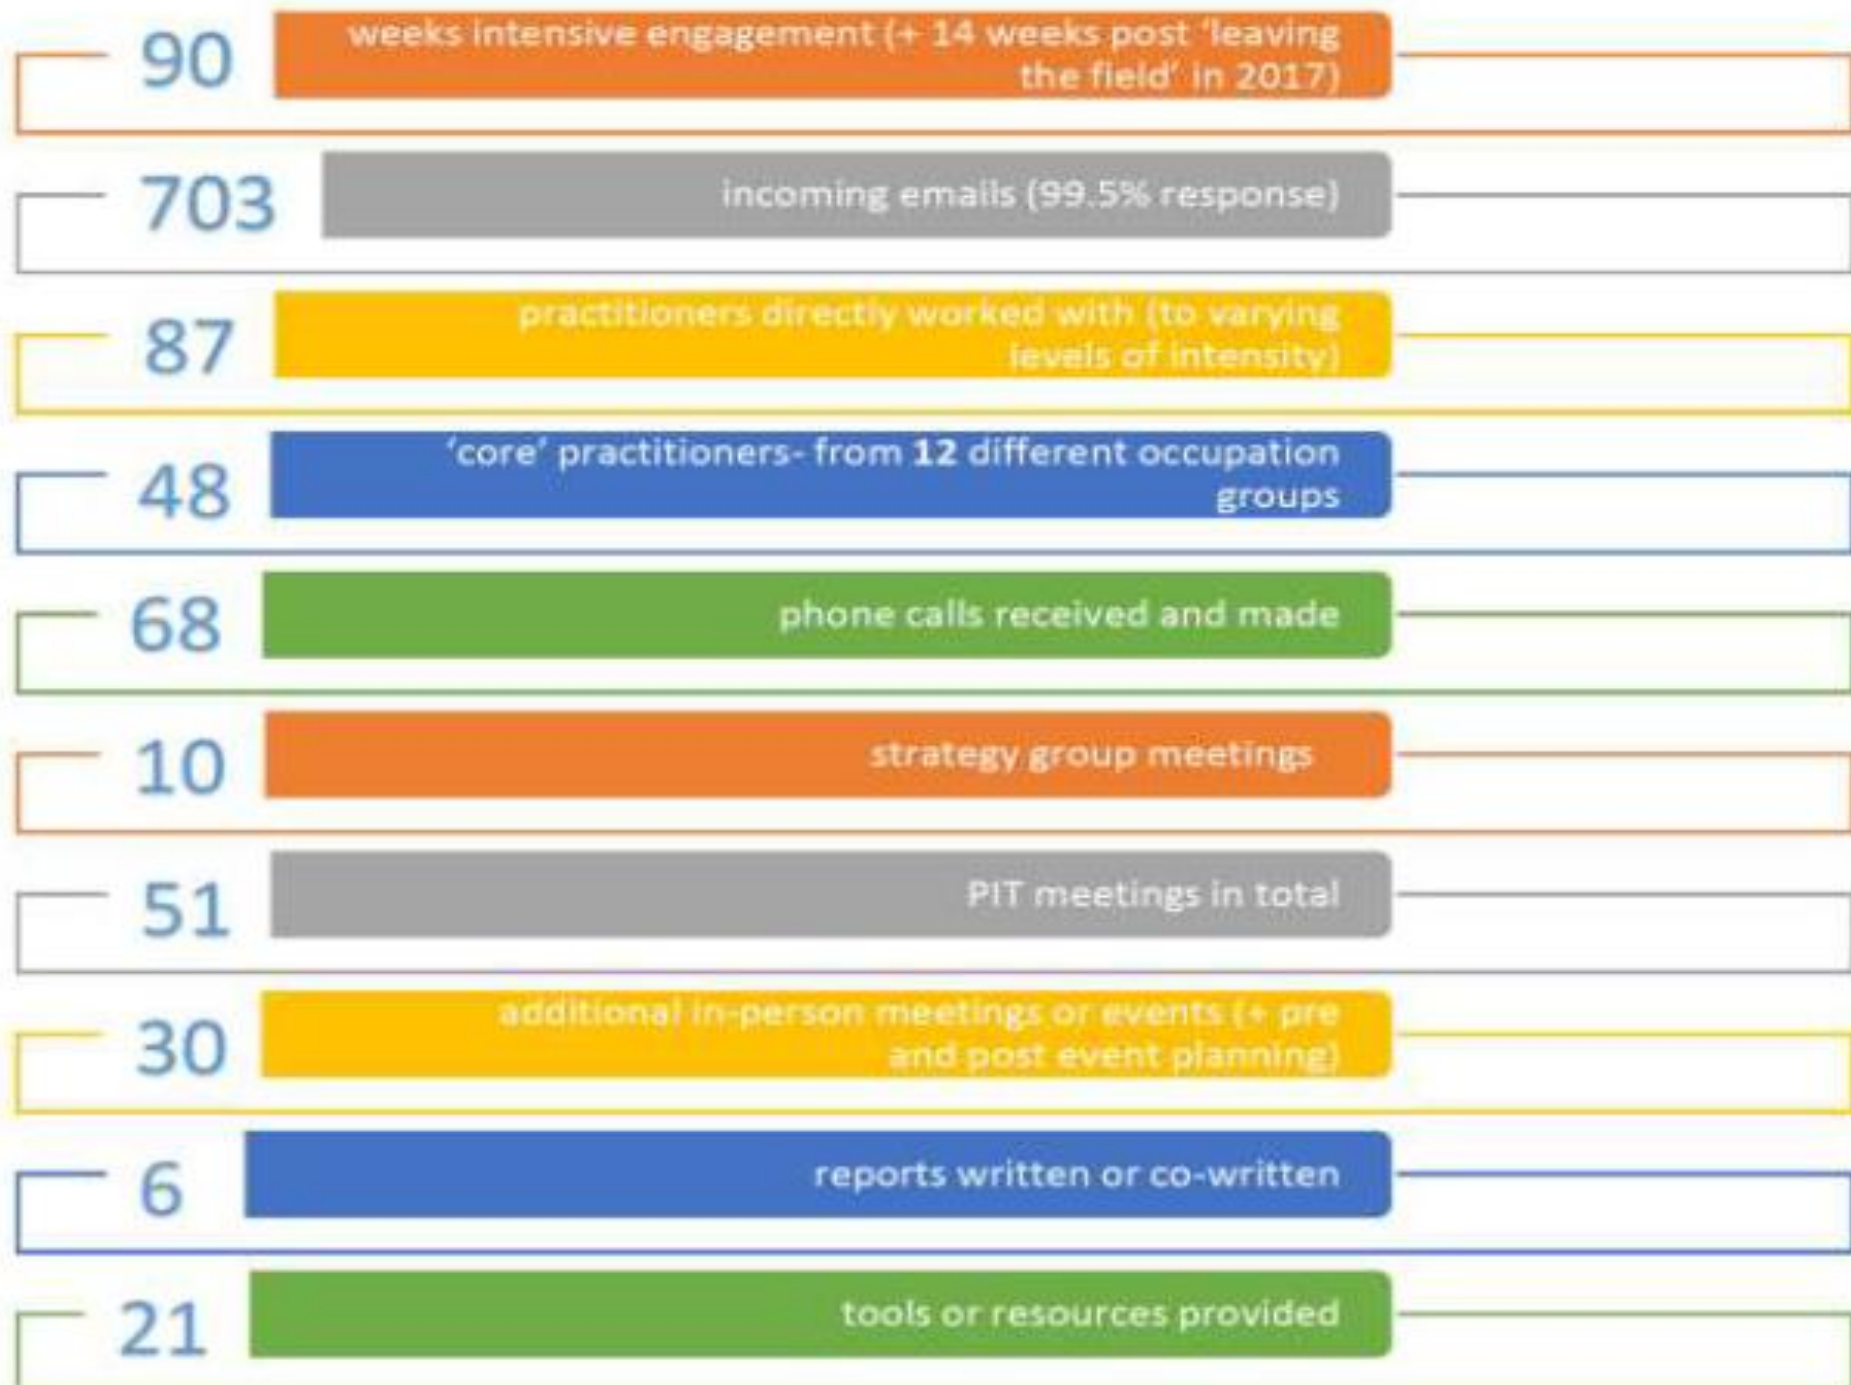 90
weeks intensive engagement (+ 14 weeks post 'leaving
the field' in 2017)
703
incoming emails (99.5% response)
87
practitioners directly worked with (to varying
levels of intensity)
48
'core' practitioners- from 12 different occupation
groups
68
phone calls received and made
10
strategy group meetings
51
PIT meetings in total
30
additional in-person meetings or events (+ pre
and post event planning)
6
reports written or co-written
21
tools or resources provided